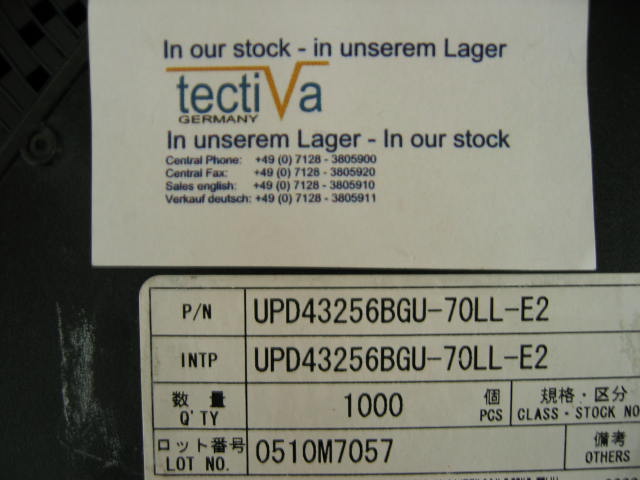 In our stock - in unserem Lager
tectiVa
GERMANY
In unserem Lager - In our stock
Central Phone: +49 (0) 7128 - 3805900
Central Fax: +49 (0) 7128 - 3805920
Sales english: +49 (0) 7128 - 3805910
Verkauf deutsch: +49 (0) 7128 - 3805911
P/N UPD43256BGU-70LL-E2
INTP UPD43256BGU-70LL-E2
数 量 1000 個 規格・区分
Q'TY PCS CLASS・STOCK NO
ロット番号 0510M7057 備考
LOT NO. OTHERS